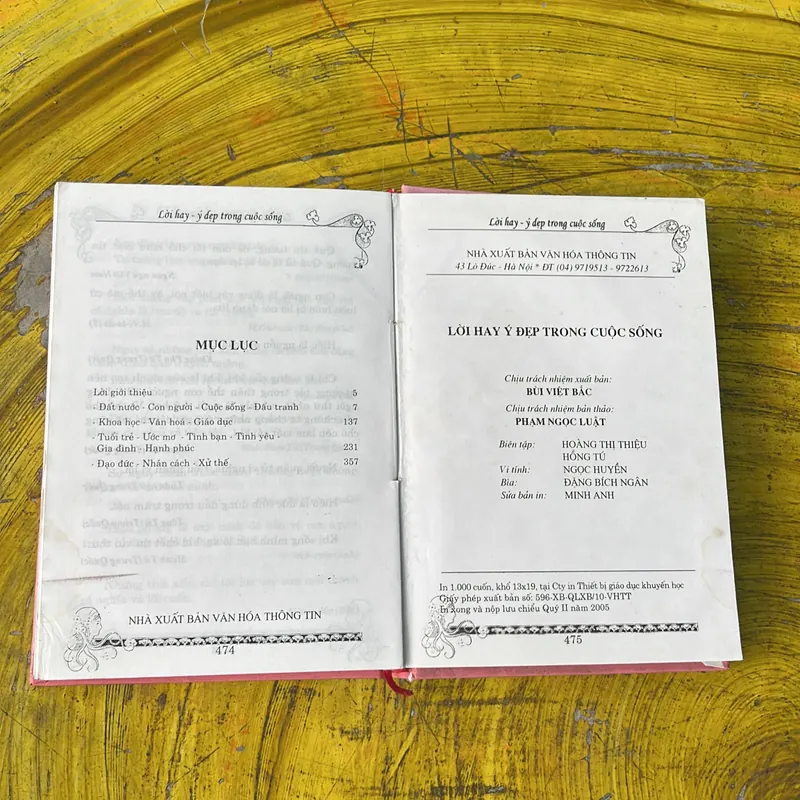 Lời hay - ý đẹp trong cuộc sống
MỤC LỤC
Lời giới thiệu 5
- Đất nước - Con người - Cuộc sống - Đấu tranh 7
- Khoa học - Văn hoá - Giáo dục 137
- Tuổi trẻ - Ước mơ - Tình bạn - Tình yêu -
Gia đình - Hạnh phúc 231
- Đạo đức - Nhân cách - Xử thế 357
NHÀ XUẤT BẢN VĂN HÓA THÔNG TIN
474
Lời hay - ý đẹp trong cuộc sống
NHÀ XUẤT BẢN VĂN HÓA THÔNG TIN
43 Lò Đúc - Hà Nội * ĐT (04) 9719513 - 9722613
LỜI HAY Ý ĐẸP TRONG CUỘC SỐNG
Chịu trách nhiệm xuất bản:
BÙI VIỆT BẮC
Chịu trách nhiệm bản thảo:
PHẠM NGỌC LUẬT
Biên tập: HOÀNG THỊ THIỆU
HỒNG TÚ
Vi tính: NGỌC HUYỀN
Bìa: ĐẶNG BÍCH NGÂN
Sửa bản in: MINH ANH
In 1.000 cuốn, khổ 13x19, tại Cty in Thiết bị giáo dục khuyến học
Giấy phép xuất bản số: 596-XB-QLXB/10-VHTT
In xong và nộp lưu chiểu Quý II năm 2005
475